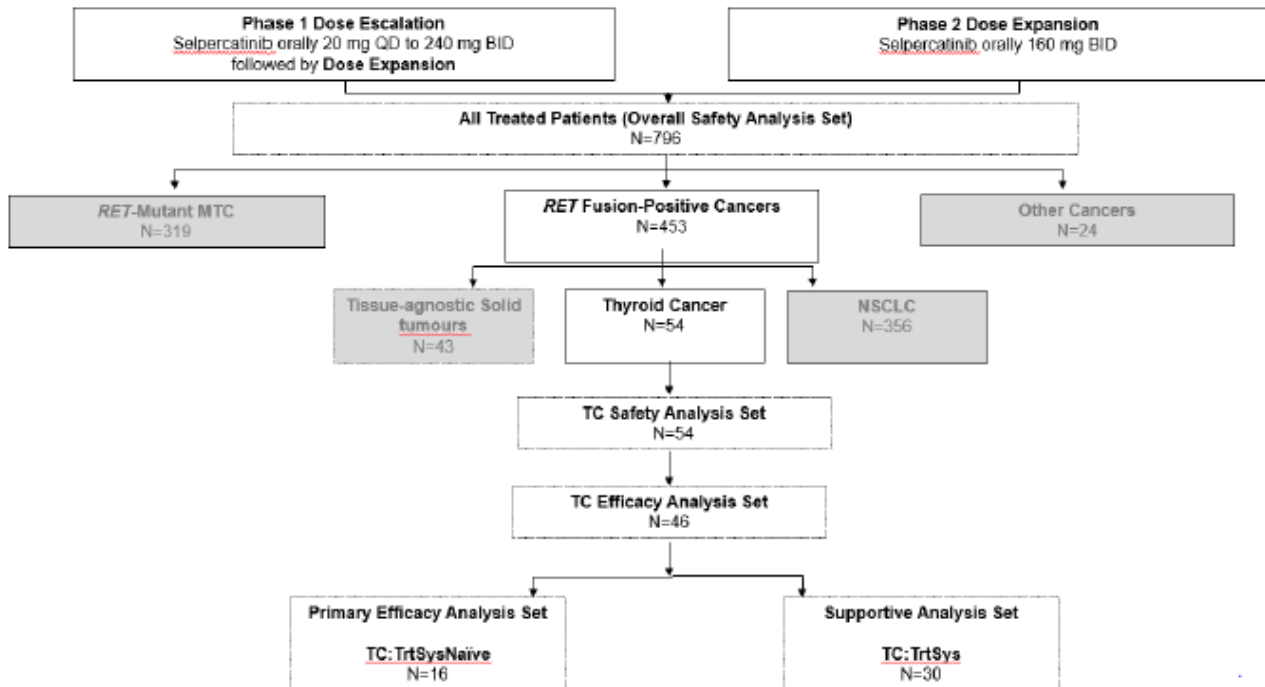 Phase 1 Dose Escalation
Selpercatinib orally 20 mg QD to 240 mg BID
followed by Dose Expansion
Phase 2 Dose Expansion
Selpercatinib orally 160 mg BID
All Treated Patients (Overall Safety Analysis Set)
N=796
RET-Mutant MTC
N=319
RET Fusion-Positive Cancers
N=453
Other Cancers
N=24
Tissue-agnostic Solid
tumours
N=43
Thyroid Cancer
N=54
NSCLC
N=356
TC Safety Analysis Set
N=54
TC Efficacy Analysis Set
N=46
Primary Efficacy Analysis Set
TC:TrtSysNaïve
N=16
Supportive Analysis Set
TC:TrtSys
N=30